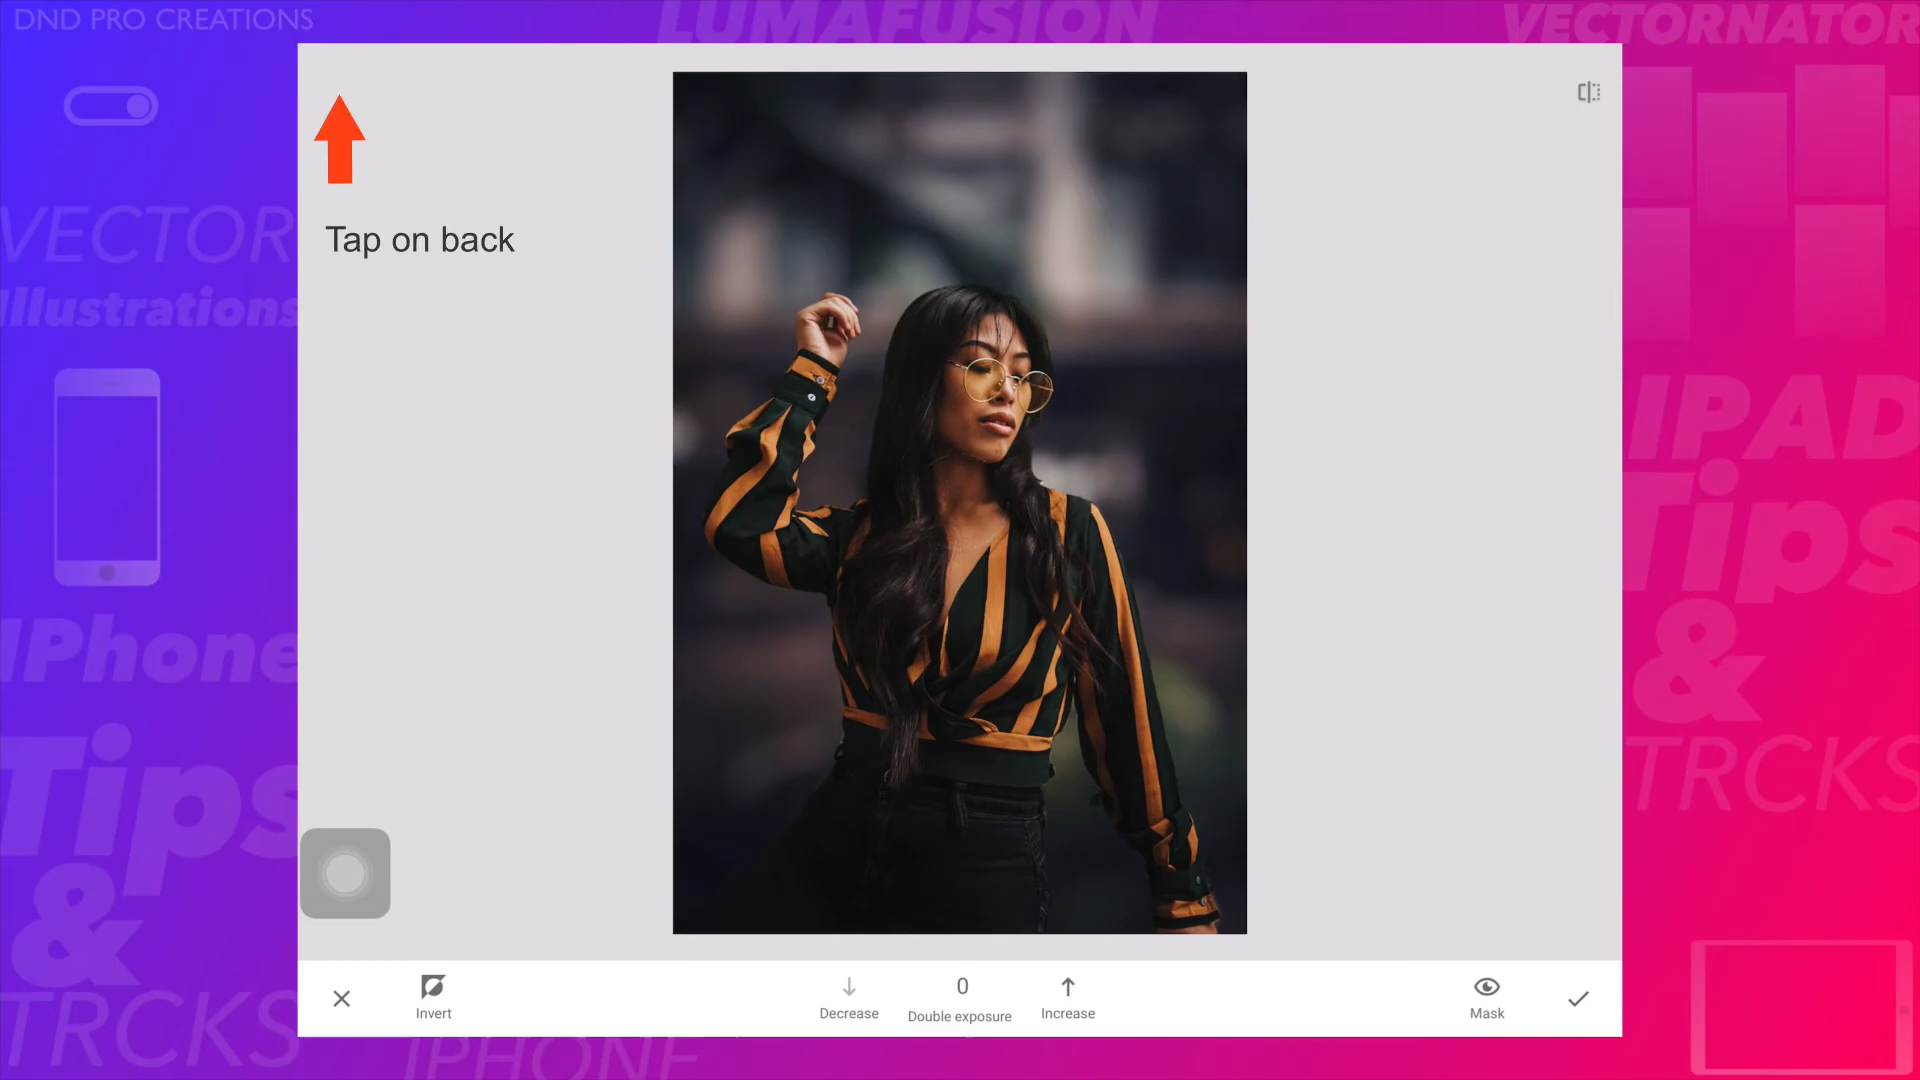 DND PRO CREATIONS
LUMAFUSION
VECTORNATOR
Tap on back
VECTOR
Illustrations
IPhone
Tips
&
TRCKS
IPAD
Tips
&
TRCKS
Invert
Decrease
0
Double exposure
Increase
Mask
IPHONE